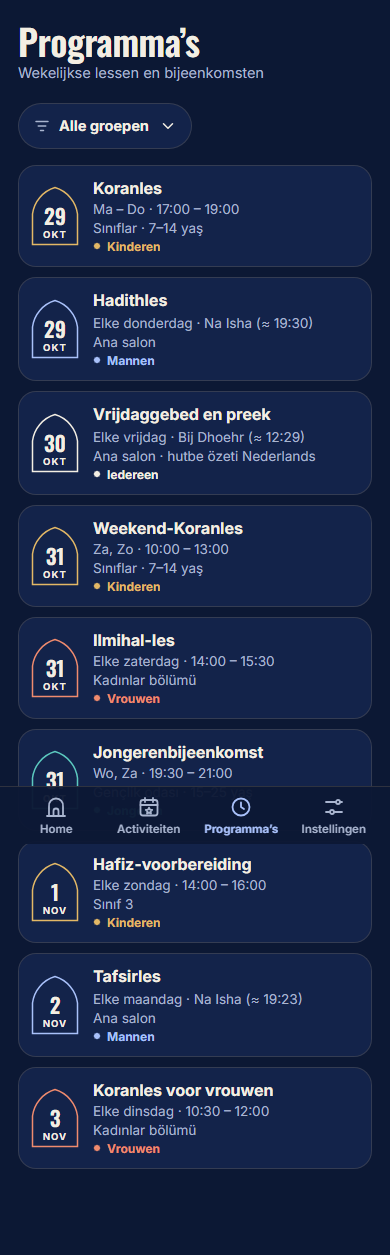 Programma’s
Wekelijkse lessen en bijeenkomsten
Alle groepen
29
OKT
Koranles
Ma – Do · 17:00 – 19:00
Sınıflar · 7–14 yaş
Kinderen
29
OKT
Hadithles
Elke donderdag · Na Isha (≈ 19:30)
Ana salon
Mannen
30
OKT
Vrijdaggebed en preek
Elke vrijdag · Bij Dhoehr (≈ 12:29)
Ana salon · hutbe özeti Nederlands
Iedereen
31
OKT
Weekend-Koranles
Za, Zo · 10:00 – 13:00
Sınıflar · 7–14 yaş
Kinderen
31
OKT
Ilmihal-les
Elke zaterdag · 14:00 – 15:30
Kadınlar bölümü
Vrouwen
31
Jongerenbijeenkomst
Wo, Za · 19:30 – 21:00
Home
Activiteiten
Programma’s
Instellingen
1
NOV
Hafiz-voorbereiding
Elke zondag · 14:00 – 16:00
Sınıf 3
Kinderen
2
NOV
Tafsirles
Elke maandag · Na Isha (≈ 19:23)
Ana salon
Mannen
3
NOV
Koranles voor vrouwen
Elke dinsdag · 10:30 – 12:00
Kadınlar bölümü
Vrouwen